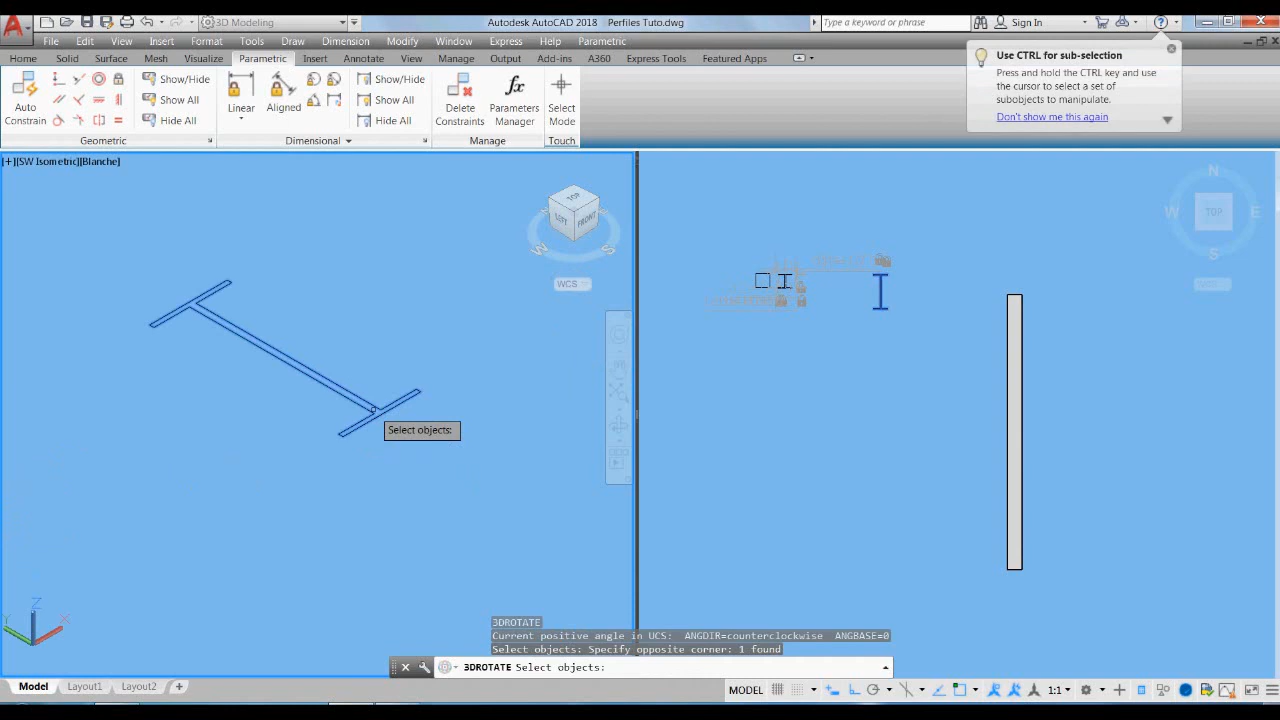 3D Modeling
Autodesk AutoCAD 2018 Perfiles Tuto.dwg
Type a keyword or phrase
Sign In
File Edit View Insert Format Tools Draw Dimension Modify Window Express Help Parametric
Home Solid Surface Mesh Visualize Parametric Insert Annotate View Manage Output Add-ins A360 Express Tools Featured Apps
Auto
Constrain
Show/Hide
Show All
Hide All
Linear
Aligned
Show/Hide
Show All
Hide All
Delete
Constraints
Parameters
Manager
Select
Mode
Geometric
Dimensional
Manage
Touch
Use CTRL for sub-selection
Press and hold the CTRL key and use
the cursor to select a set of
subobjects to manipulate.
Don't show me this again
[+][SW Isometric][Blanche]
TOP
LEFT
FRONT
W
S
WCS
N
W
TOP
E
S
WCS
Select objects:
Z
Y
X
3DROTATE
Current positive angle in UCS: ANGDIR=counterclockwise ANGBASE=0
Select objects: Specify opposite corner: 1 found
3DROTATE Select objects:
Model Layout1 Layout2 +
MODEL
1:1